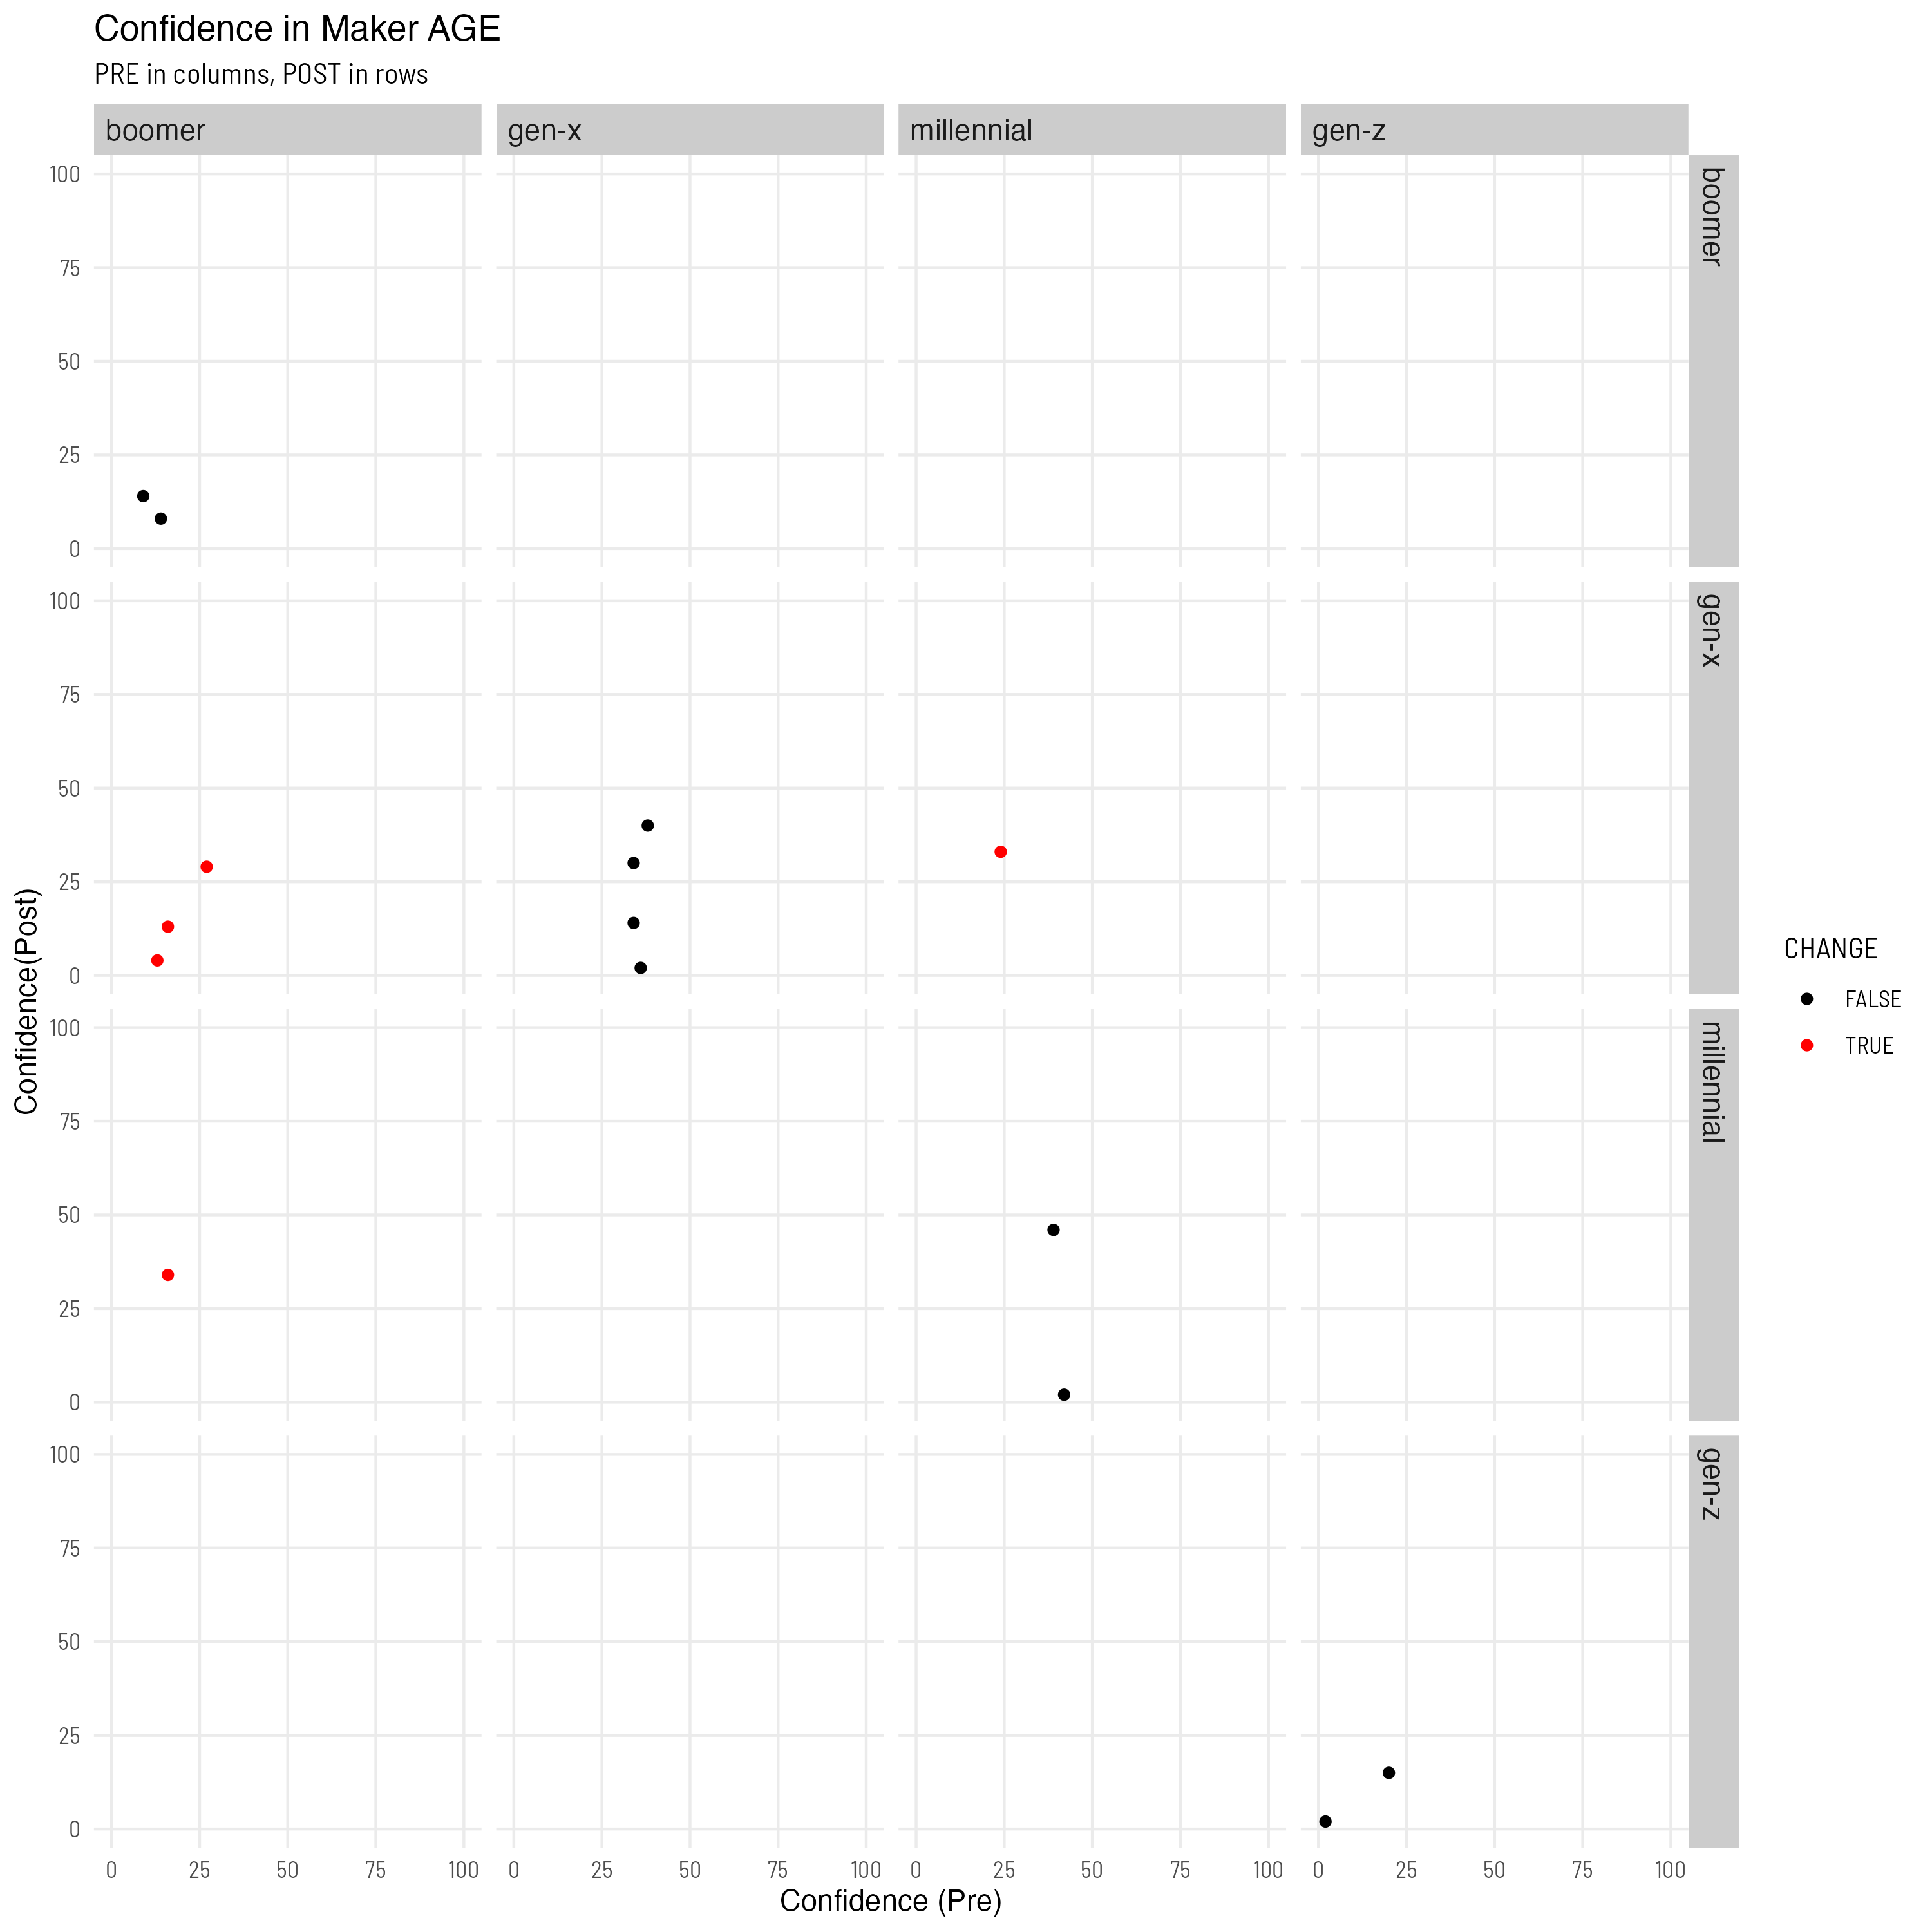 Confidence in Maker AGE
PRE in columns, POST in rows
boomer gen-x millennial gen-z
100
75
50
25
0
boomer
100
75
50
25
0
gen-x
100
75
50
25
0
millennial
100
75
50
25
0
gen-z
0 25 50 75 100 0 25 50 75 100 0 25 50 75 100 0 25 50 75 100
Confidence (Pre)
Confidence(Post)
CHANGE
FALSE
TRUE